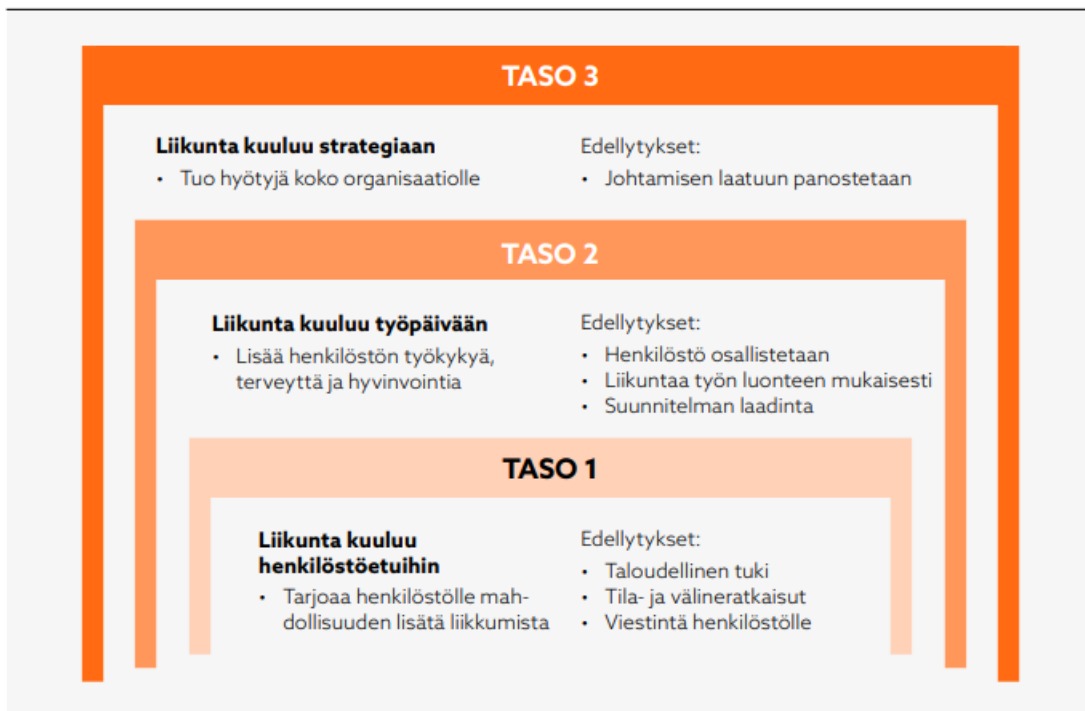 TASO 3
Liikunta kuuluu strategiaan
• Tuo hyötyjä koko organisaatiolle
Edellytykset:
• Johtamisen laatuun panostetaan
TASO 2
Liikunta kuuluu työpäivään
• Lisää henkilöstön työkykyä,
terveyttä ja hyvinvointia
Edellytykset:
• Henkilöstö osallistetaan
• Liikuntaa työn luonteen mukaisesti
• Suunnitelman laadinta
TASO 1
Liikunta kuuluu
henkilöstöetuihin
• Tarjoaa henkilöstölle mah-
dollisuuden lisätä liikkumista
Edellytykset:
• Taloudellinen tuki
• Tila- ja välineratkaisut
• Viestintä henkilöstölle